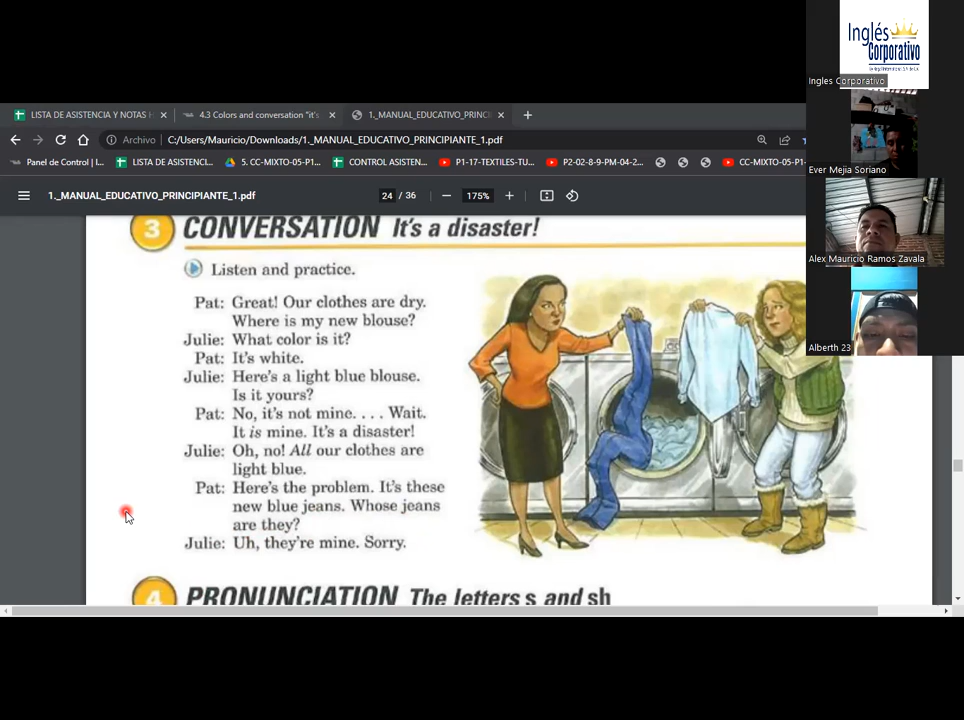 Inglés
Corporativo
Ingles Corporativo
LISTA DE ASISTENCIA Y NOTAS
4.3 Colors and conversation "it's
1._MANUAL_EDUCATIVO_PRINCIPIANTE_1.pdf
Archivo
C:/Users/Mauricio/Downloads/1._MANUAL_EDUCATIVO_PRINCIPIANTE_1.pdf
Panel de Control | I...
LISTA DE ASISTENCI...
5. CC-MIXTO-05-P1...
CONTROL ASISTEN...
P1-17-TEXTILES-TU...
P2-02-8-9-PM-04-2...
CC-MIXTO-05-P1
Ever Mejia Soriano
1._MANUAL_EDUCATIVO_PRINCIPIANTE_1.pdf
24 / 36
175%
3 CONVERSATION It's a disaster!
Listen and practice.
Pat: Great! Our clothes are dry.
Where is my new blouse?
Julie: What color is it?
Pat: It's white.
Julie: Here's a light blue blouse.
Is it yours?
Pat: No, it's not mine. . . . Wait.
It is mine. It's a disaster!
Julie: Oh, no! All our clothes are
light blue.
Pat: Here's the problem. It's these
new blue jeans. Whose jeans
are they?
Julie: Uh, they're mine. Sorry.
4 PRONUNCIATION The letters s and sh
Alex Mauricio Ramos Zavala
Alberth 23